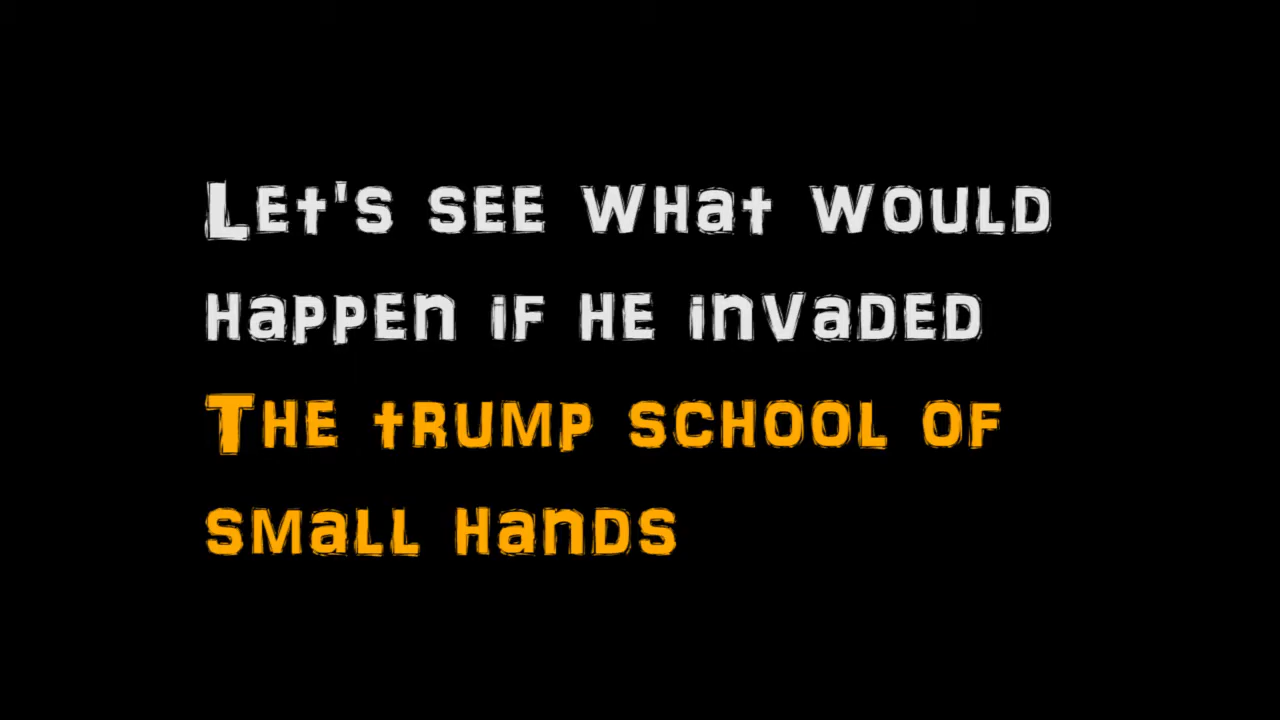 Let's see what would
happen if he invaded
The trump school of
small hands